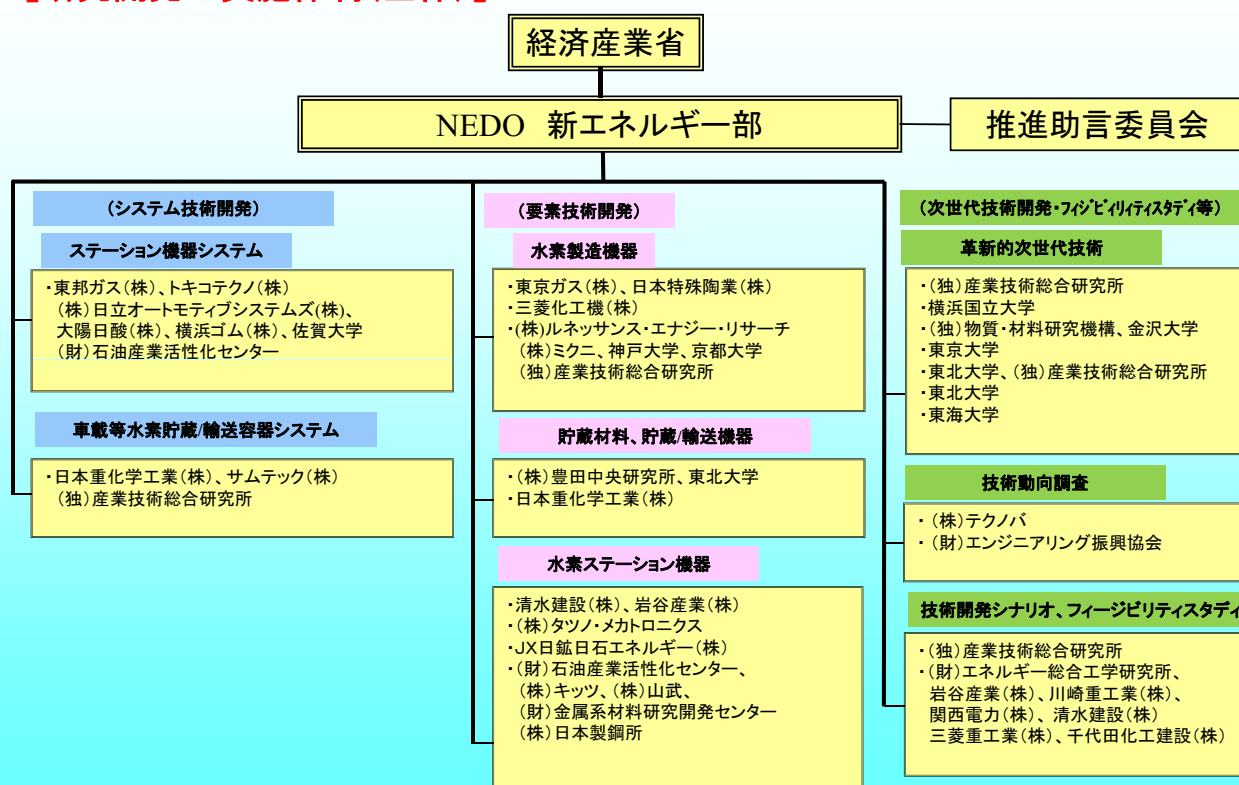 【研究開発の実施体制(全体)】
経済産業省
NEDO 新エネルギー部
推進助言委員会
(システム技術開発)
ステーション機器システム
・東邦ガス(株)、トキコテクノ(株)
(株)日立オートモティブシステムズ(株)、
大陽日酸(株)、横浜ゴム(株)、佐賀大学
(財)石油産業活性化センター
車載等水素貯蔵/輸送容器システム
・日本重化学工業(株)、サムテック(株)
(独)産業技術総合研究所
(要素技術開発)
水素製造機器
・東京ガス(株)、日本特殊陶業(株)
・三菱化工機(株)
・(株)ルネッサンス・エナジー・リサーチ
(株)ミクニ、神戸大学、京都大学
(独)産業技術総合研究所
貯蔵材料、貯蔵/輸送機器
・(株)豊田中央研究所、東北大学
・日本重化学工業(株)
水素ステーション機器
・清水建設(株)、岩谷産業(株)
・(株)タツノ・メカトロニクス
・JX日鉱日石エネルギー(株)
・(財)石油産業活性化センター、
(株)キッツ、(株)山武、
(財)金属系材料研究開発センター
(株)日本製鋼所
(次世代技術開発・フィジビィリィティスタディ等)
革新的次世代技術
・(独)産業技術総合研究所
・横浜国立大学
・(独)物質・材料研究機構、金沢大学
・東京大学
・東北大学、(独)産業技術総合研究所
・東北大学
・東海大学
技術動向調査
・(株)テクノバ
・(財)エンジニアリング振興協会
技術開発シナリオ、フィージビリティスタディ
・(独)産業技術総合研究所
・(財)エネルギー総合工学研究所、
岩谷産業(株)、川崎重工業(株)、
関西電力(株)、清水建設(株)
三菱重工業(株)、千代田化工建設(株)